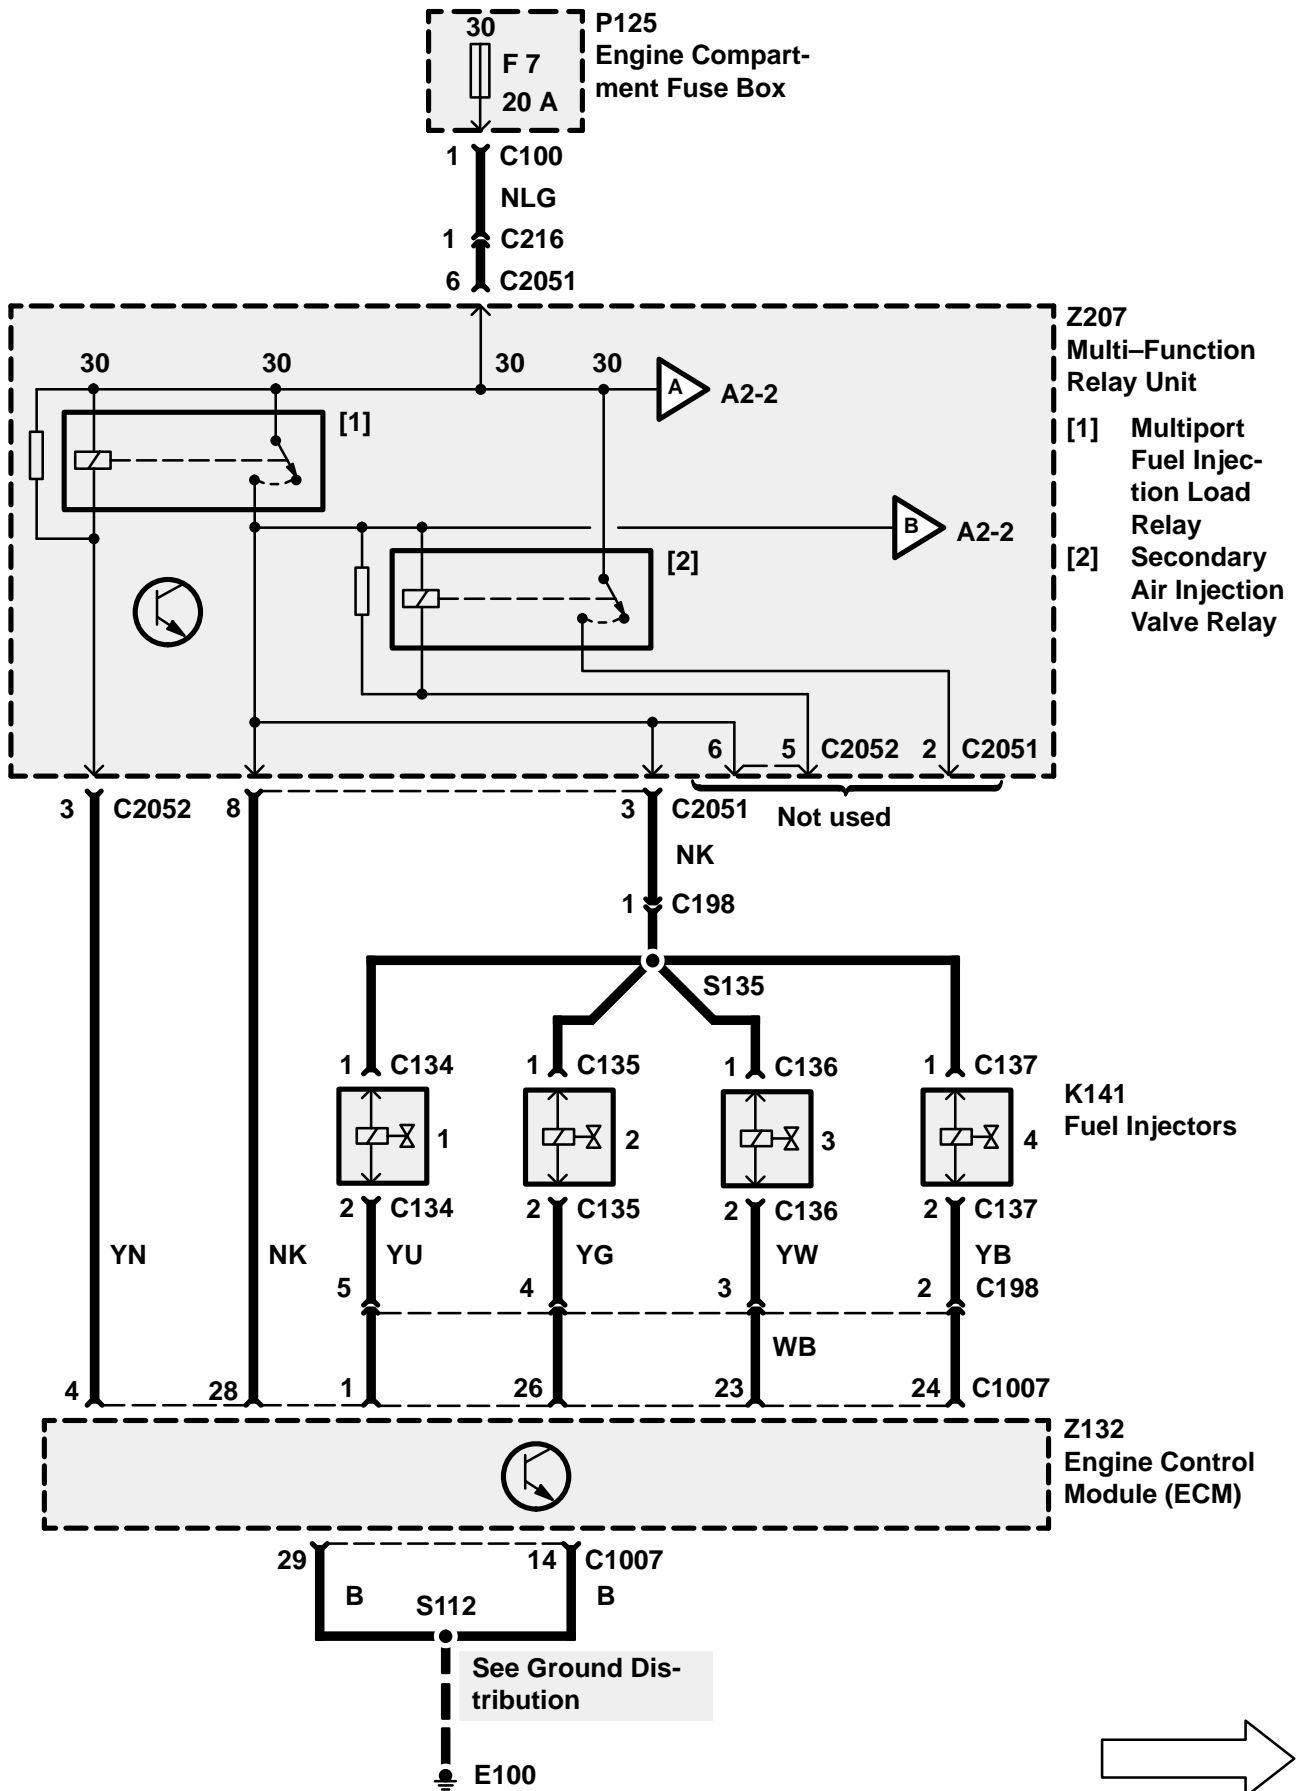 30
F 7
20 A
P125
Engine Compart-
ment Fuse Box
1 C100
NLG
1 C216
6 C2051
Z207
Multi–Function
Relay Unit
30 30 30 30
A A2-2
[1]
[1] Multiport
Fuel Injec-
tion Load
Relay
B A2-2
[2]
[2] Secondary
Air Injection
Valve Relay
6 5 C2052 2 C2051
3 C2052 8 3 C2051
Not used
NK
1 C198
S135
1 C134 1 C135 1 C136 1 C137
K141
Fuel Injectors
1 2 3 4
2 C134 2 C135 2 C136 2 C137
YN NK YU YG YW YB
5 4 3 2 C198
WB
4 28 1 26 23 24 C1007
Z132
Engine Control
Module (ECM)
29 14 C1007
B S112 B
See Ground Dis-
tribution
E100